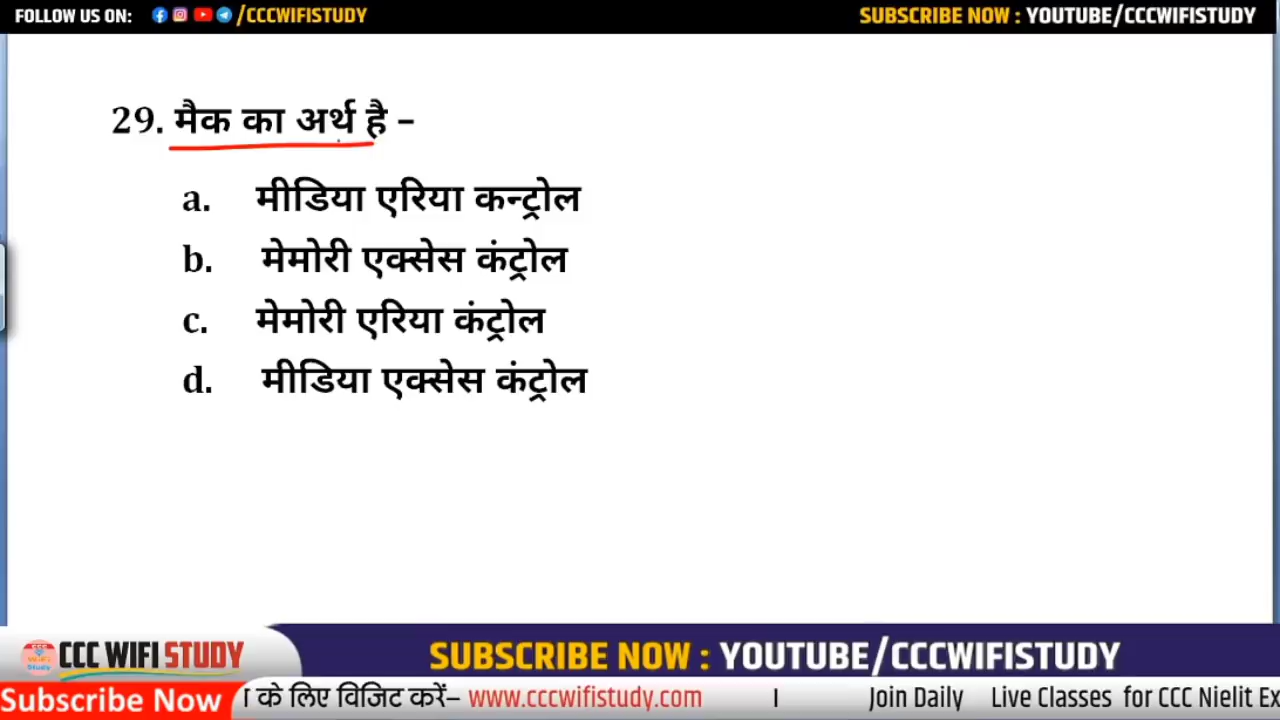 FOLLOW US ON: /CCCWIFISTUDY
SUBSCRIBE NOW : YOUTUBE/CCCWIFISTUDY
29. मैक का अर्थ है –
a. मीडिया एरिया कन्ट्रोल
b. मेमोरी एक्सेस कंट्रोल
c. मेमोरी एरिया कंट्रोल
d. मीडिया एक्सेस कंट्रोल
CCC WIFI STUDY
SUBSCRIBE NOW : YOUTUBE/CCCWIFISTUDY
Subscribe Now के लिए विजिट करें– www.cccwifistudy.com I Join Daily Live Classes for CCC Nielit Ex